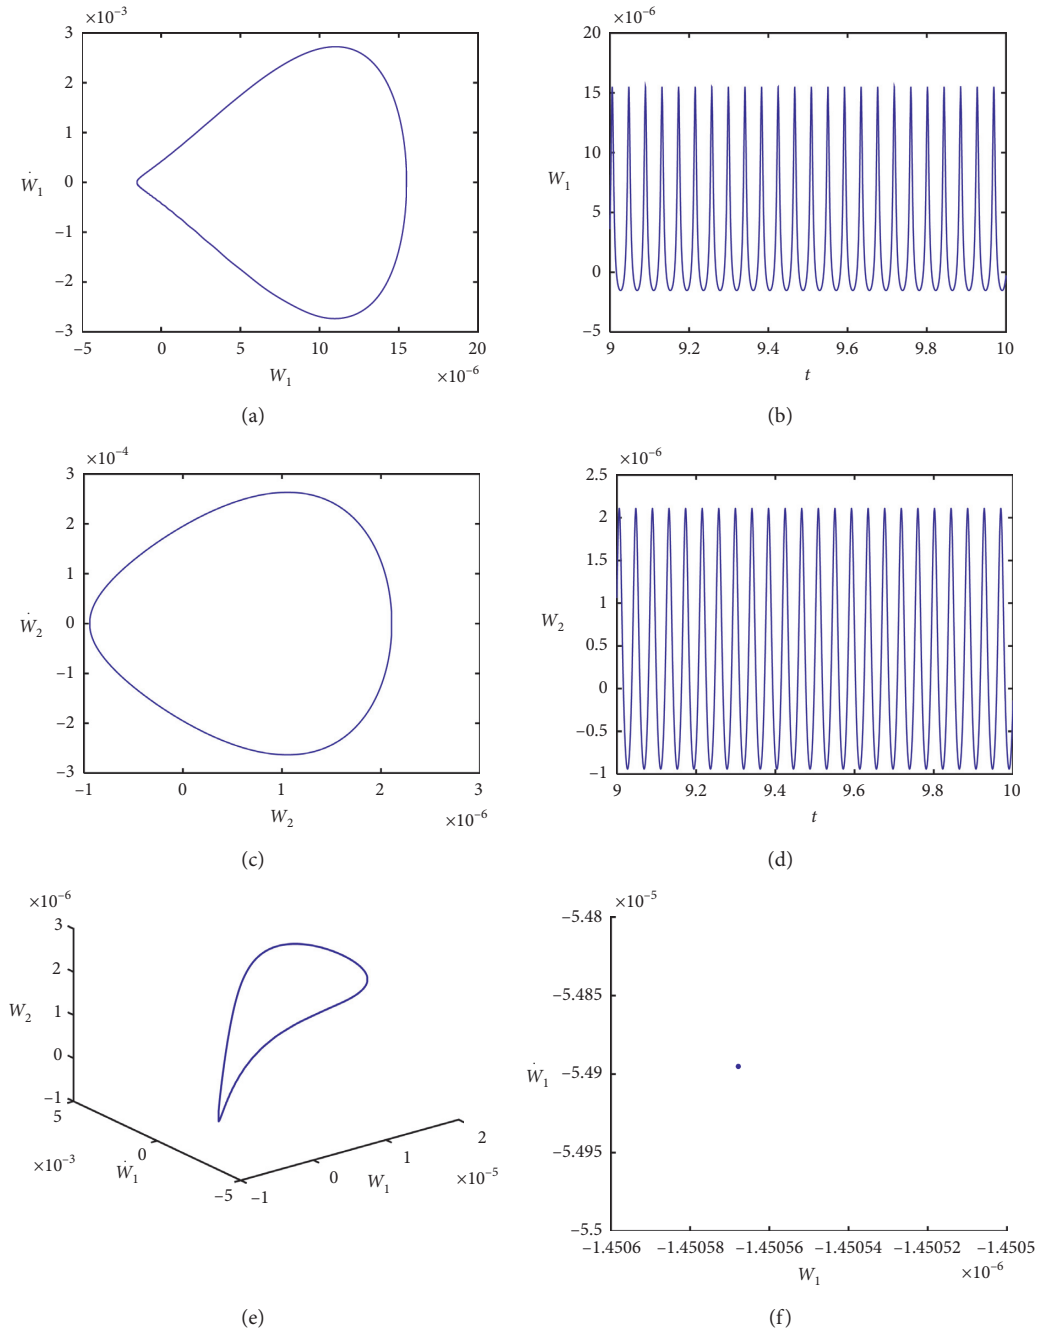 ×10⁻³
3
2
1
0
−1
−2
−3
Ẇ₁
−5 0 5 10 15 20
W₁ ×10⁻⁶
(a)
×10⁻⁶
20
15
10
5
0
−5
W₁
9 9.2 9.4 9.6 9.8 10
t
(b)
×10⁻⁴
3
2
1
0
−1
−2
−3
Ẇ₂
−1 0 1 2 3
W₂ ×10⁻⁶
(c)
×10⁻⁶
2.5
2
1.5
1
0.5
0
−0.5
−1
W₂
9 9.2 9.4 9.6 9.8 10
t
(d)
×10⁻⁶
3
2
1
0
−1
W₂
5
0
−5
×10⁻³
Ẇ₁
−1 0 1 2
W₁ ×10⁻⁵
(e)
×10⁻⁵
−5.48
−5.485
−5.49
−5.495
−5.5
Ẇ₁
−1.4506 −1.45058 −1.45056 −1.45054 −1.45052 −1.4505
W₁ ×10⁻⁶
(f)